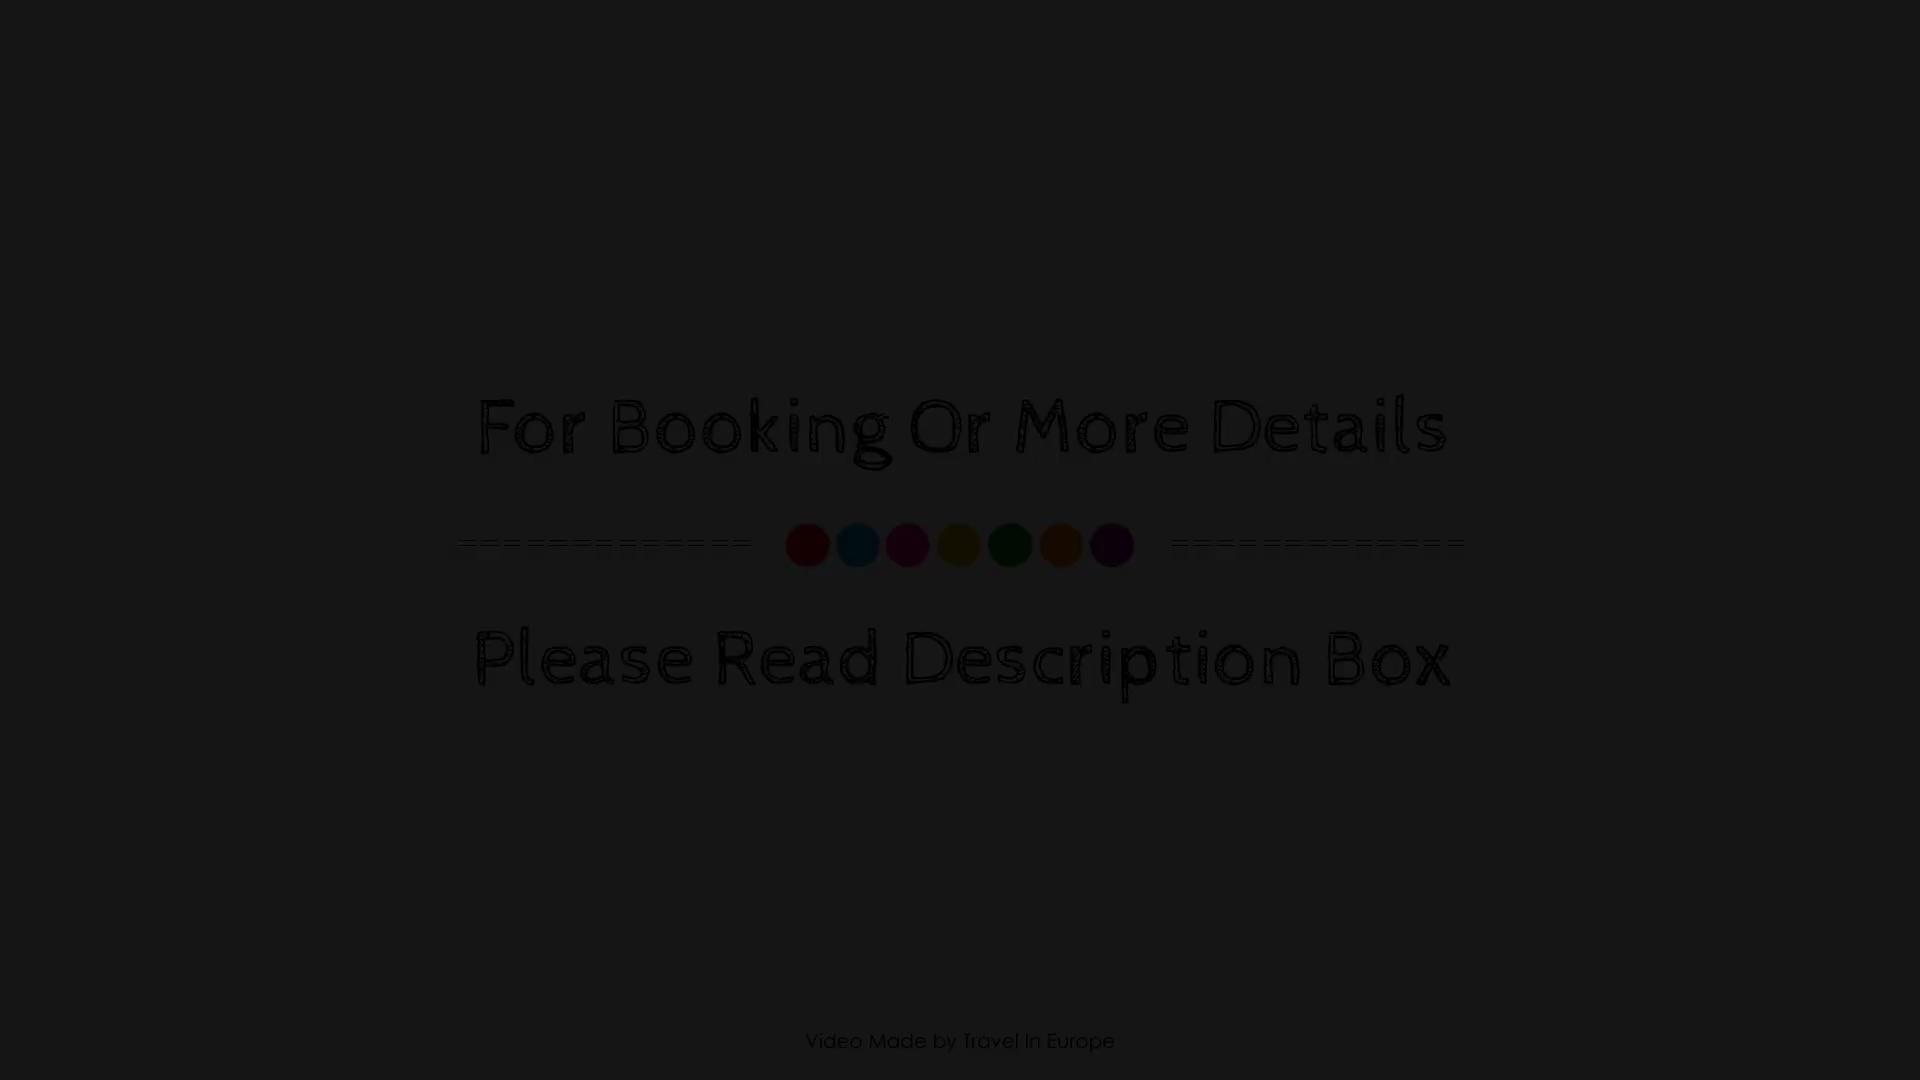 For Booking Or More Details
============= =============
Please Read Description Box
Video Made by Travel In Europe